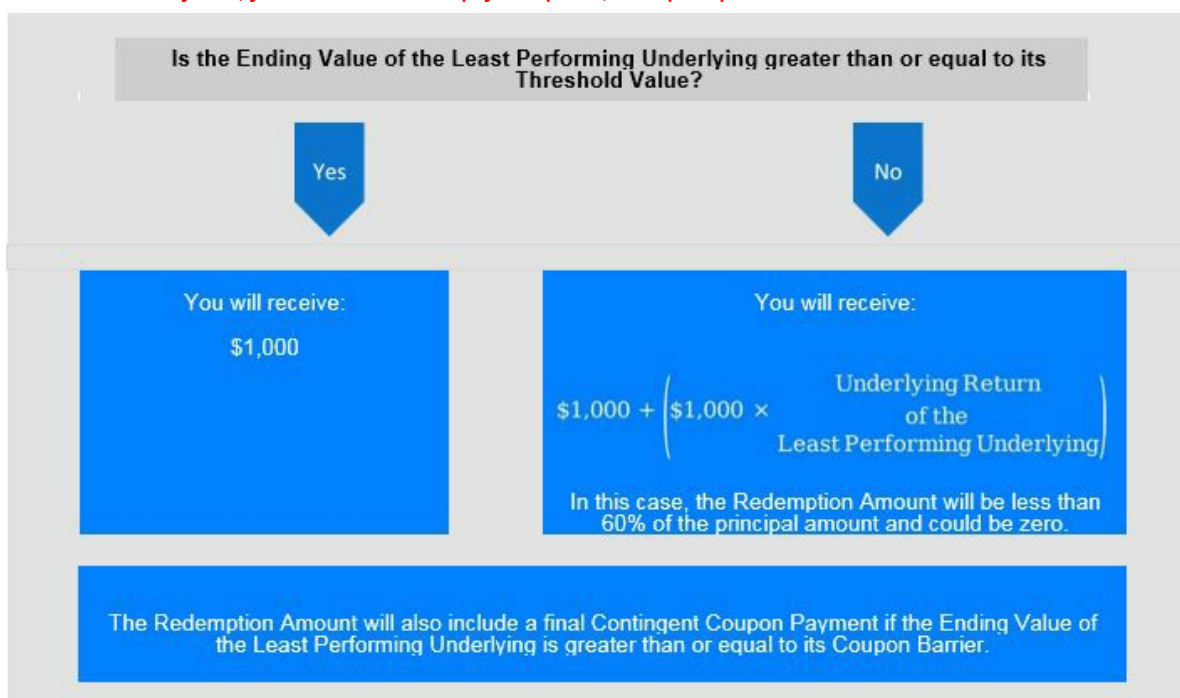 Is the Ending Value of the Least Performing Underlying greater than or equal to its
Threshold Value?
Yes
No
You will receive:
$1,000
You will receive:
$1,000 + ($1,000 × Underlying Return
of the
Least Performing Underlying)
In this case, the Redemption Amount will be less than
60% of the principal amount and could be zero.
The Redemption Amount will also include a final Contingent Coupon Payment if the Ending Value of
the Least Performing Underlying is greater than or equal to its Coupon Barrier.